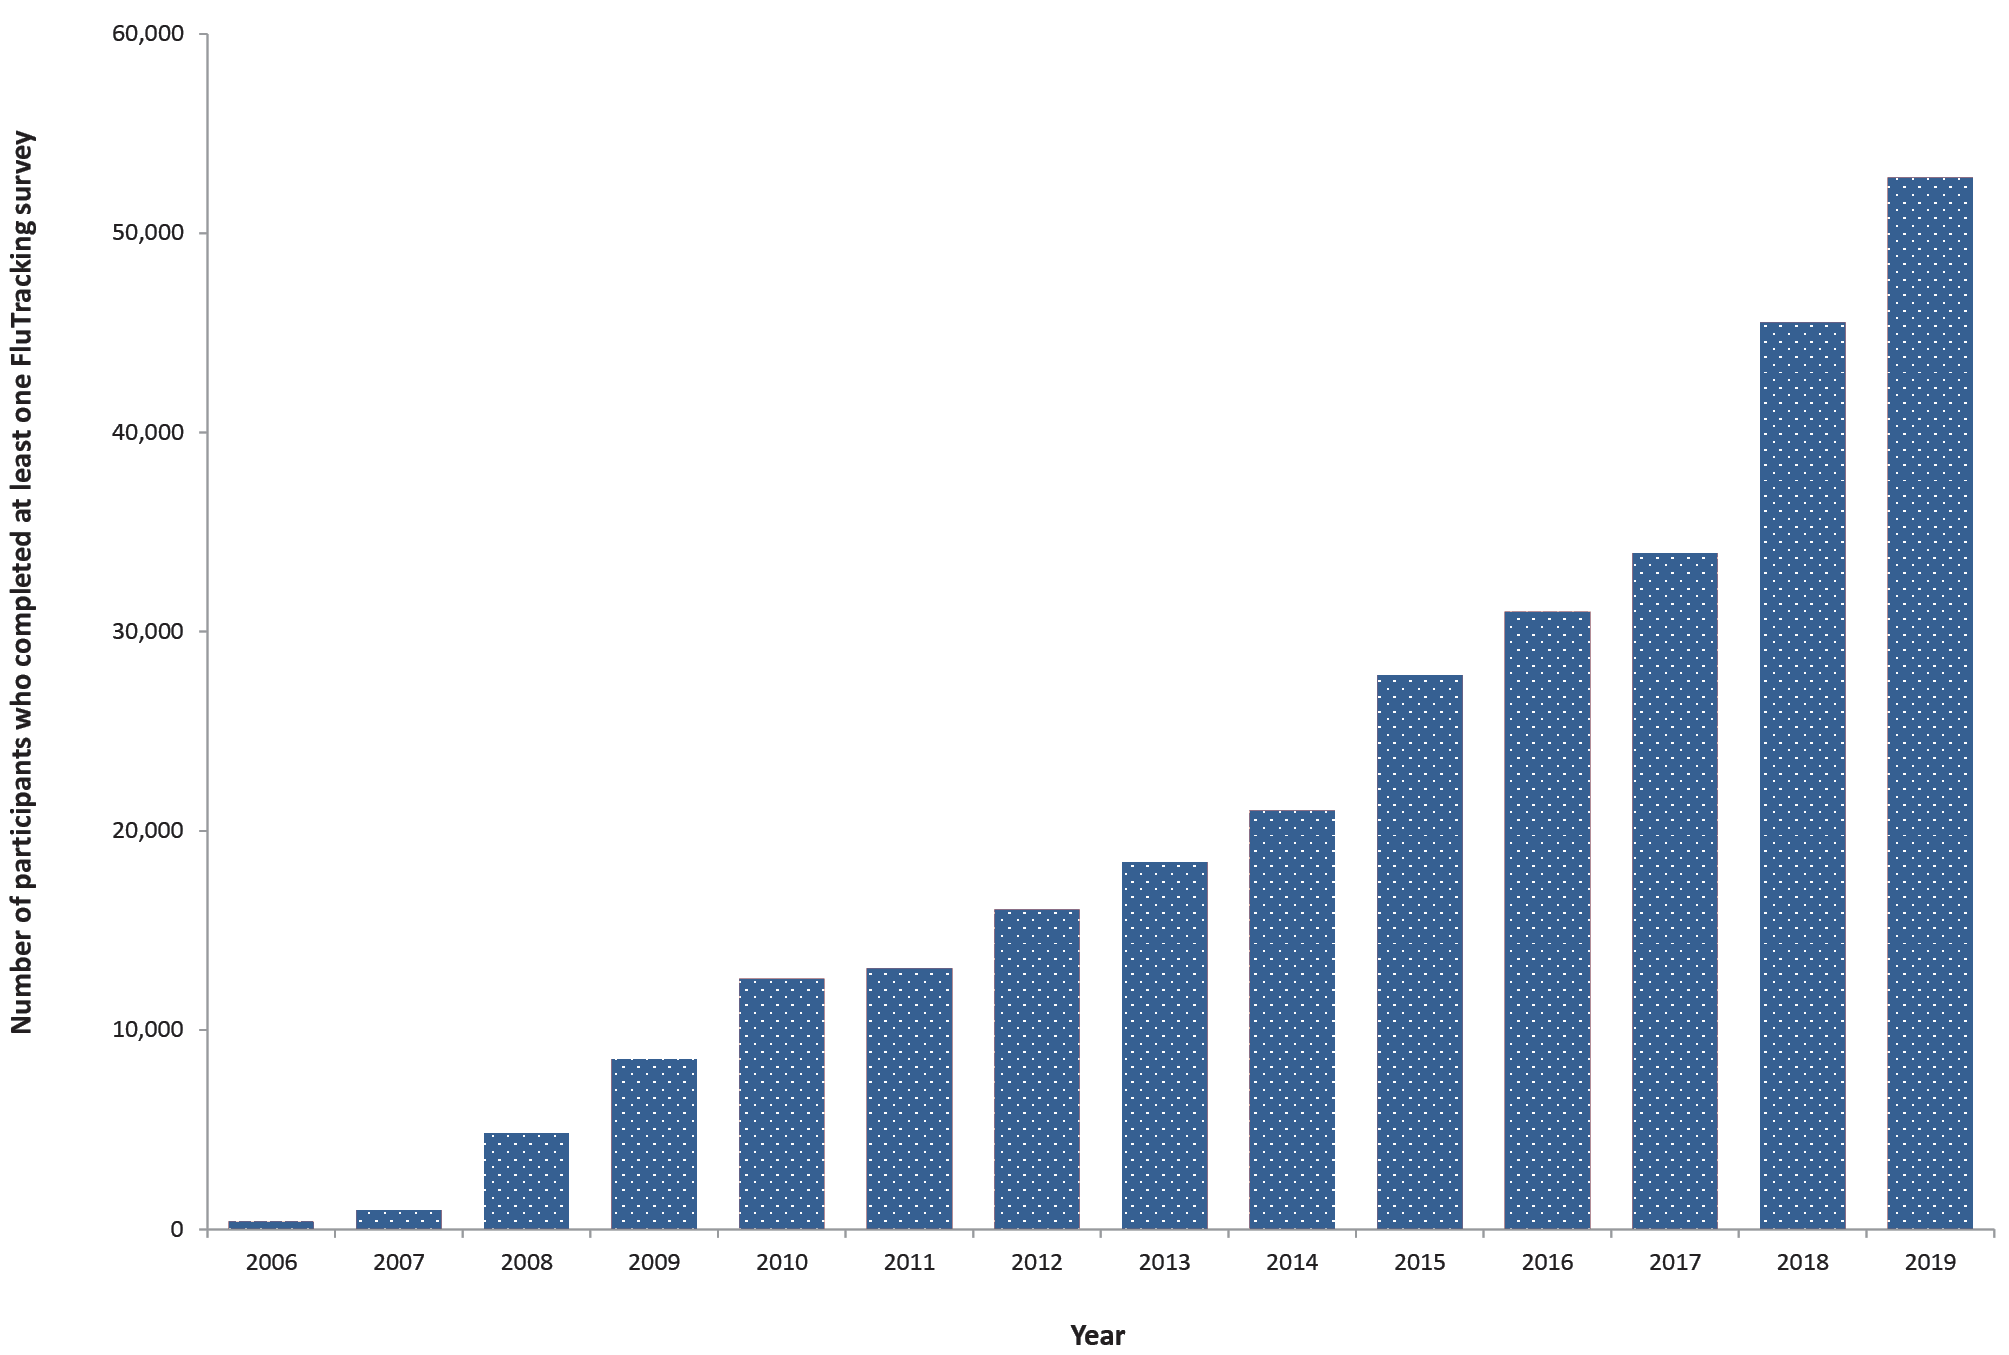 Number of participants who completed at least one FluTracking survey
60,000
50,000
40,000
30,000
20,000
10,000
0
2006 2007 2008 2009 2010 2011 2012 2013 2014 2015 2016 2017 2018 2019
Year